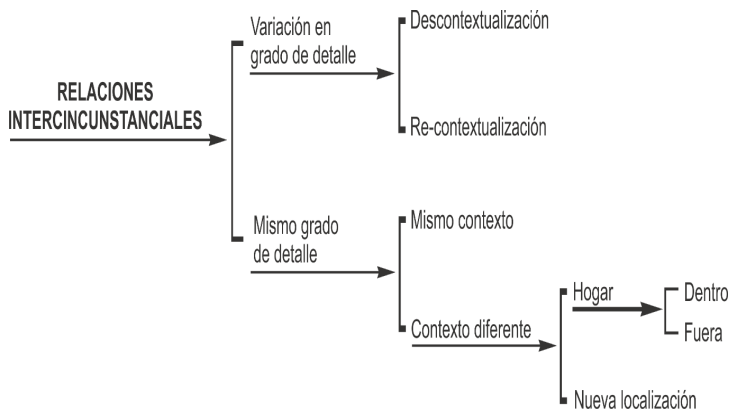 Variación en
grado de detalle
Descontextualización
RELACIONES
INTERCINCUNSTANCIALES
Re-contextualización
Mismo grado
de detalle
Mismo contexto
Contexto diferente
Hogar
Dentro
Fuera
Nueva localización